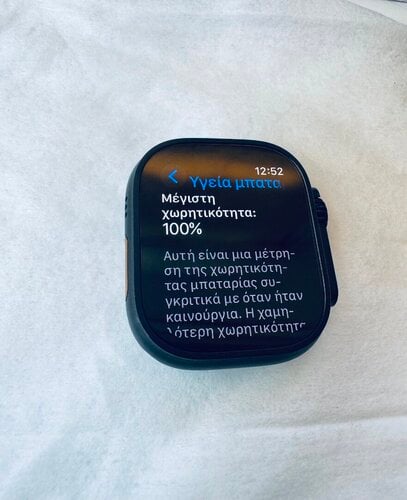 12:52
Υγεία μπατα
Μέγιστη
χωρητικότητα:
100%
Αυτή είναι μια μέτρη-
ση της χωρητικότη-
τας μπαταρίας συ-
γκριτικά με όταν ήταν
καινούργια. Η χαμη-
λότερη χωρητικότητα